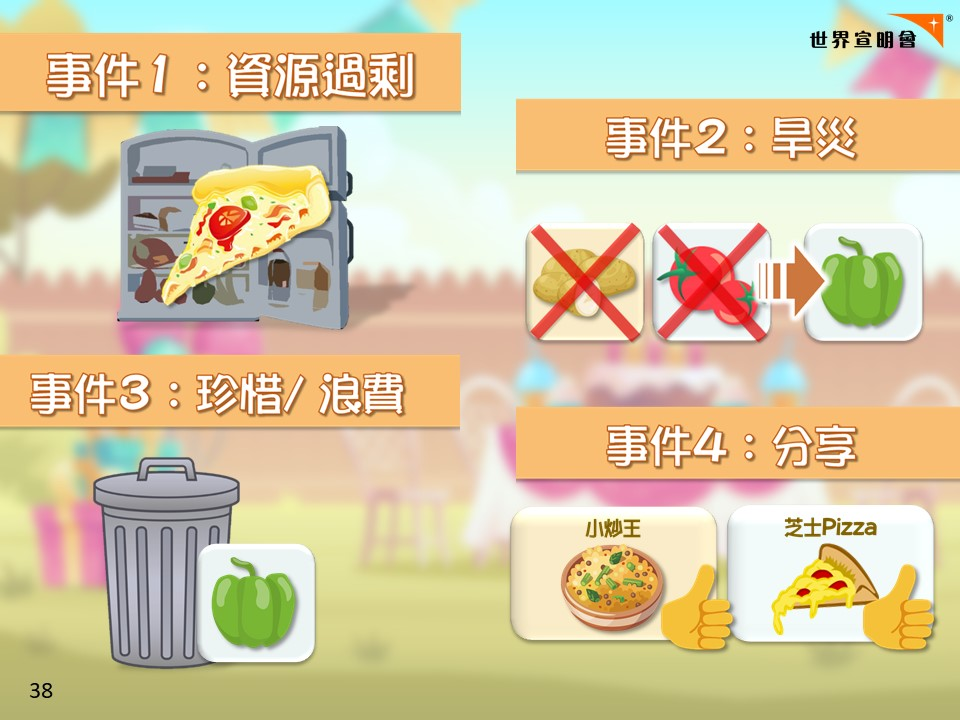 世界宣明會®
事件1：資源過剩
事件2：旱災
事件3：珍惜/ 浪費
事件4：分享
小炒王
芝士Pizza
38